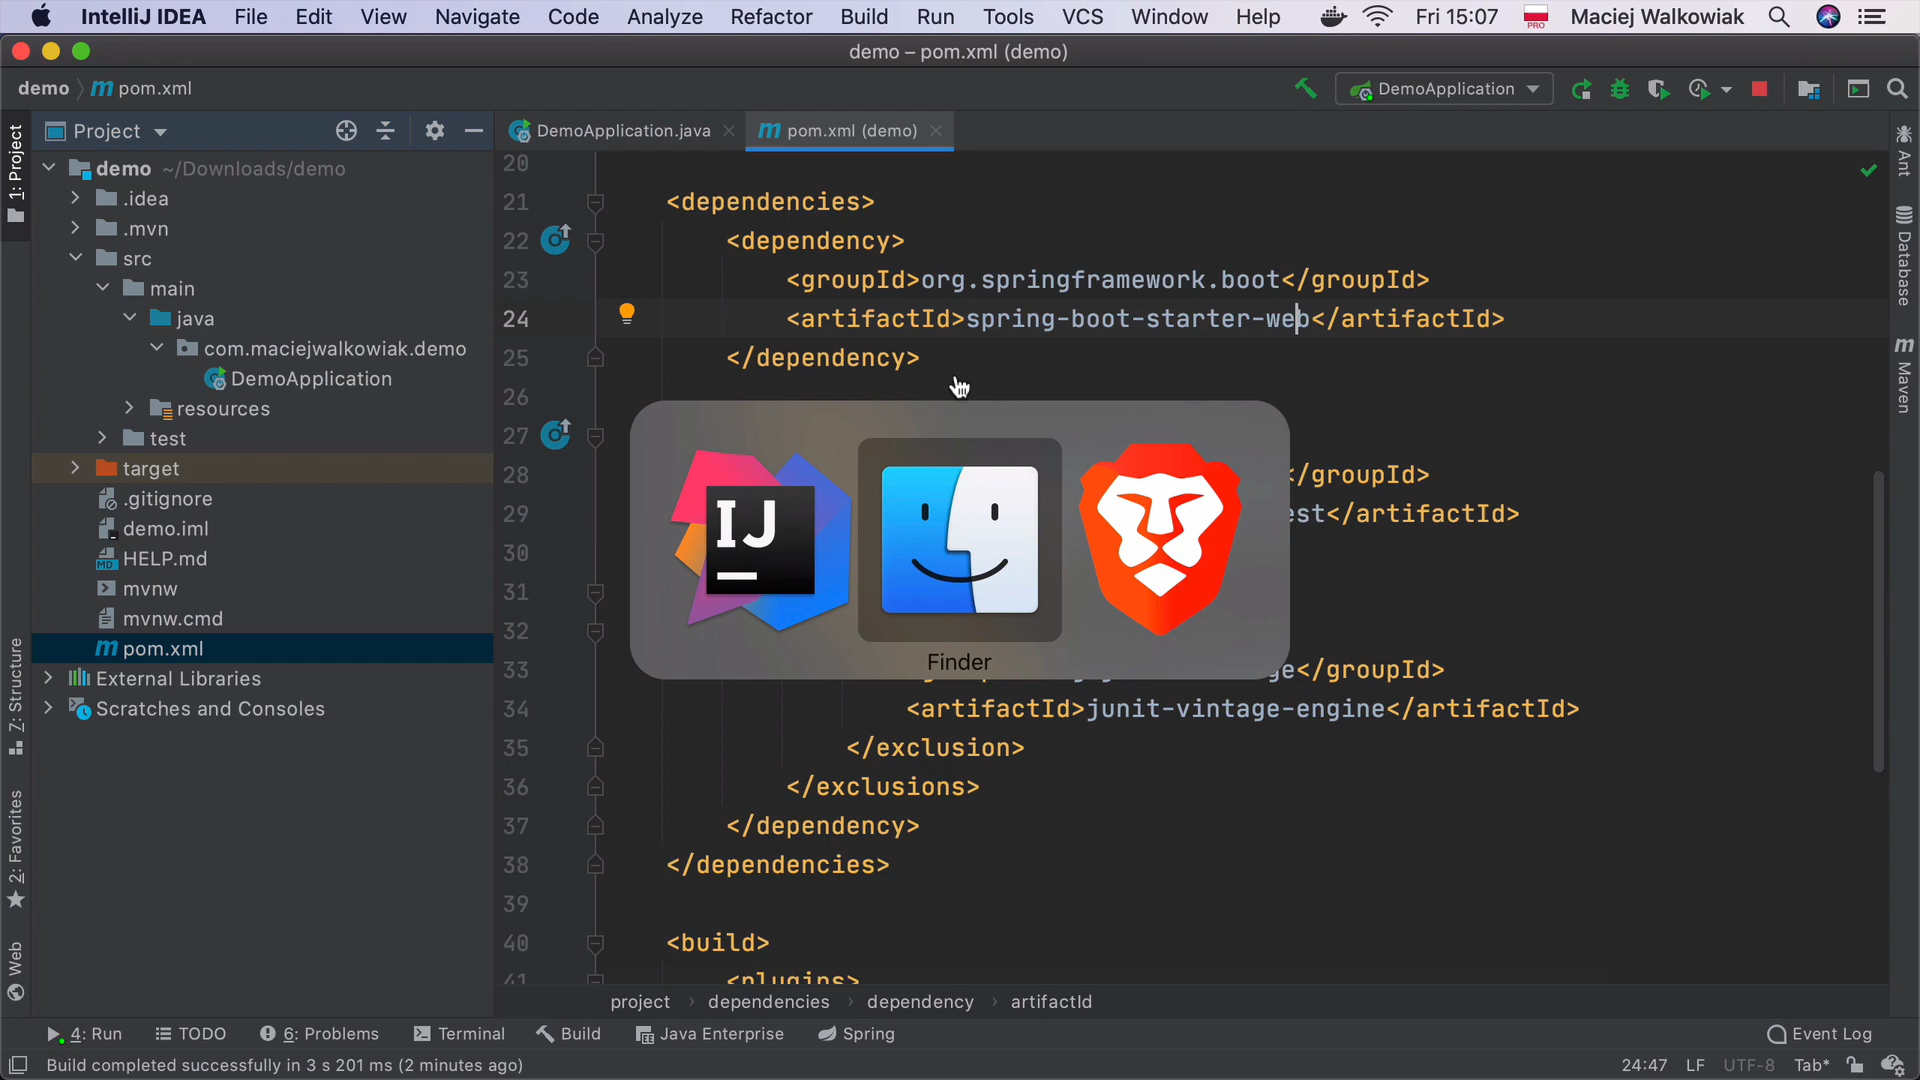 IntelliJ IDEA File Edit View Navigate Code Analyze Refactor Build Run Tools VCS Window Help Fri 15:07 PRO Maciej Walkowiak
demo – pom.xml (demo)
demo pom.xml DemoApplication
Project
DemoApplication.java pom.xml (demo)
1: Project
Z: Structure
2: Favorites
Web
demo ~/Downloads/demo
.idea
.mvn
src
main
java
com.maciejwalkowiak.demo
DemoApplication
resources
test
target
.gitignore
demo.iml
HELP.md
mvnw
mvnw.cmd
pom.xml
External Libraries
Scratches and Consoles
20
21 <dependencies>
22 <dependency>
23 <groupId>org.springframework.boot</groupId>
24 <artifactId>spring-boot-starter-web</artifactId>
25 </dependency>
26
27
28 </groupId>
29 est</artifactId>
30
31
32
33 ge</groupId>
34 <artifactId>junit-vintage-engine</artifactId>
35 </exclusion>
36 </exclusions>
37 </dependency>
38 </dependencies>
39
40 <build>
41 <plugins>
IJ
Finder
Ant
Database
m Maven
project dependencies dependency artifactId
4: Run TODO 6: Problems Terminal Build Java Enterprise Spring Event Log
Build completed successfully in 3 s 201 ms (2 minutes ago) 24:47 LF UTF-8 Tab*